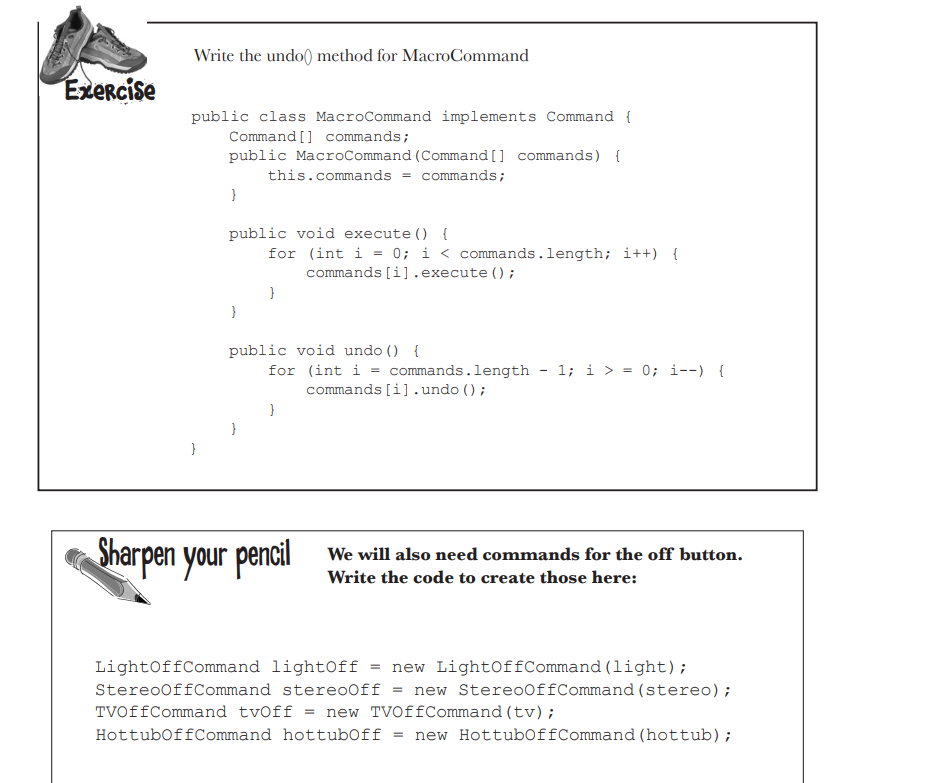 Exercise
Write the undo() method for MacroCommand
public class MacroCommand implements Command {
    Command[] commands;
    public MacroCommand(Command[] commands) {
        this.commands = commands;
    }
    public void execute() {
        for (int i = 0; i < commands.length; i++) {
            commands[i].execute();
        }
    }
    public void undo() {
        for (int i = commands.length - 1; i > = 0; i--) {
            commands[i].undo();
        }
    }
}
Sharpen your pencil
We will also need commands for the off button.
Write the code to create those here:
LightOffCommand lightOff = new LightOffCommand(light);
StereoOffCommand stereoOff = new StereoOffCommand(stereo);
TVOffCommand tvOff = new TVOffCommand(tv);
HottubOffCommand hottubOff = new HottubOffCommand(hottub);